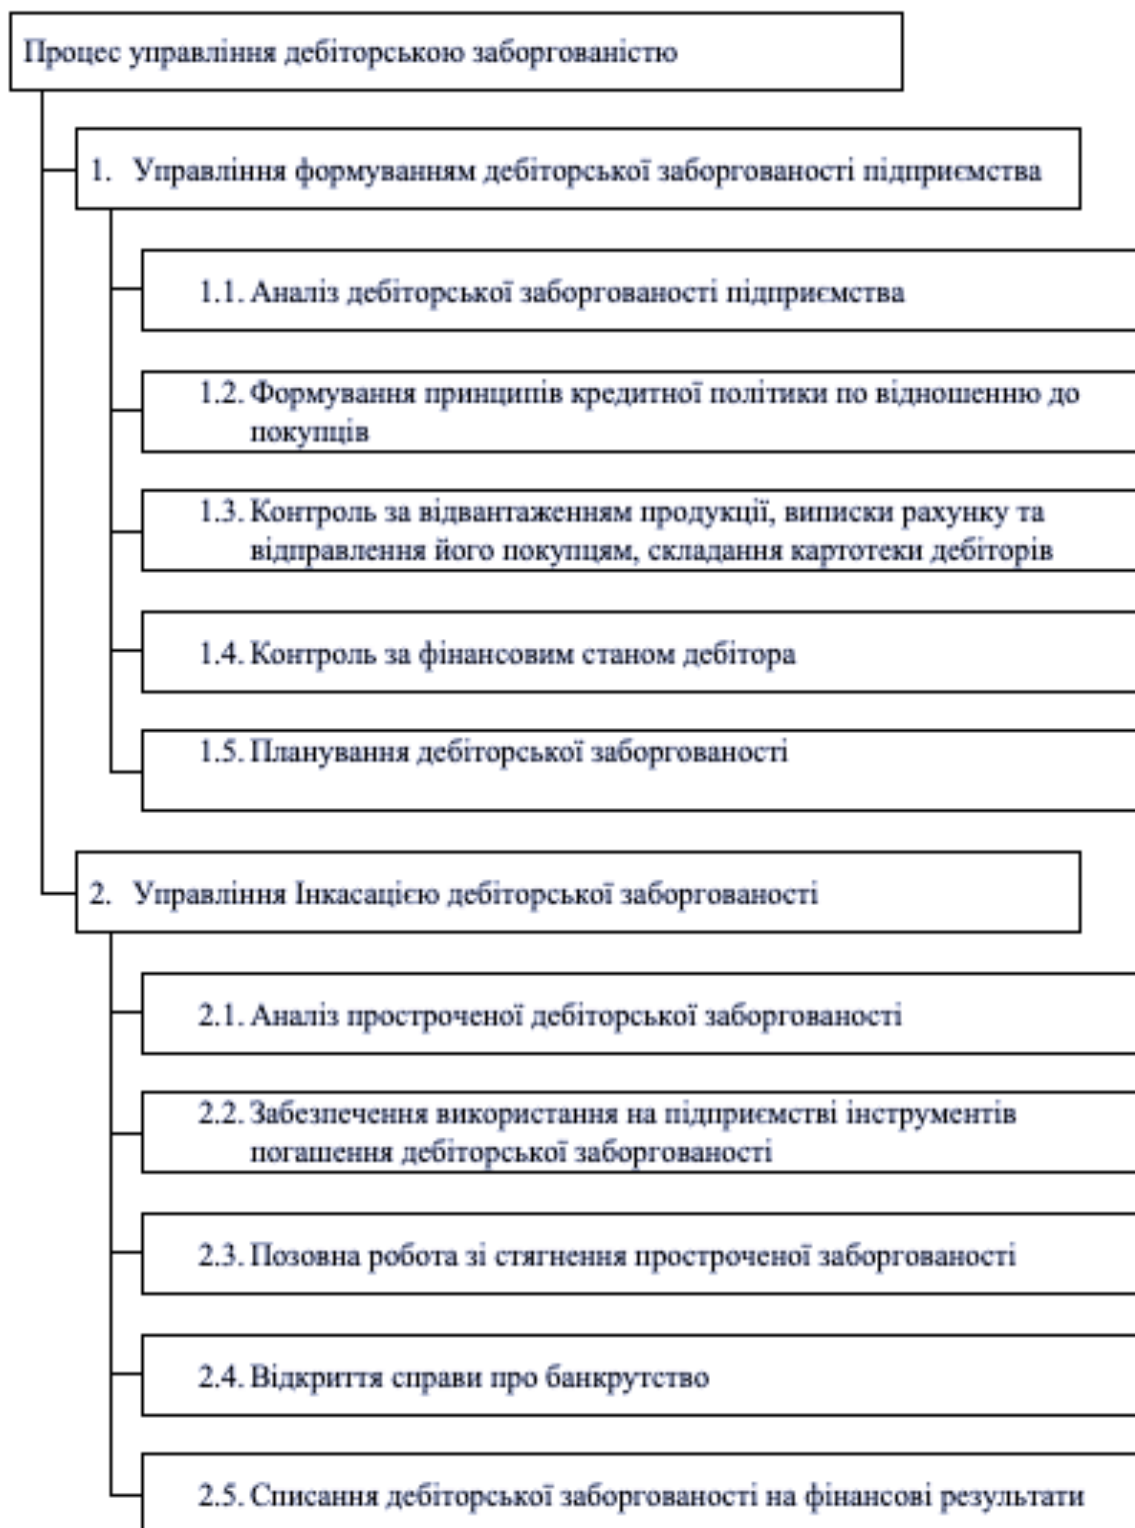 Процес управління дебіторською заборгованістю
1. Управління формуванням дебіторської заборгованості підприємства
1.1. Аналіз дебіторської заборгованості підприємства
1.2. Формування принципів кредитної політики по відношенню до
покупців
1.3. Контроль за відвантаженням продукції, виписки рахунку та
відправлення його покупцям, складання картотеки дебіторів
1.4. Контроль за фінансовим станом дебітора
1.5. Планування дебіторської заборгованості
2. Управління Інкасацією дебіторської заборгованості
2.1. Аналіз простроченої дебіторської заборгованості
2.2. Забезпечення використання на підприємстві інструментів
погашення дебіторської заборгованості
2.3. Позовна робота зі стягнення простроченої заборгованості
2.4. Відкриття справи про банкрутство
2.5. Списання дебіторської заборгованості на фінансові результати